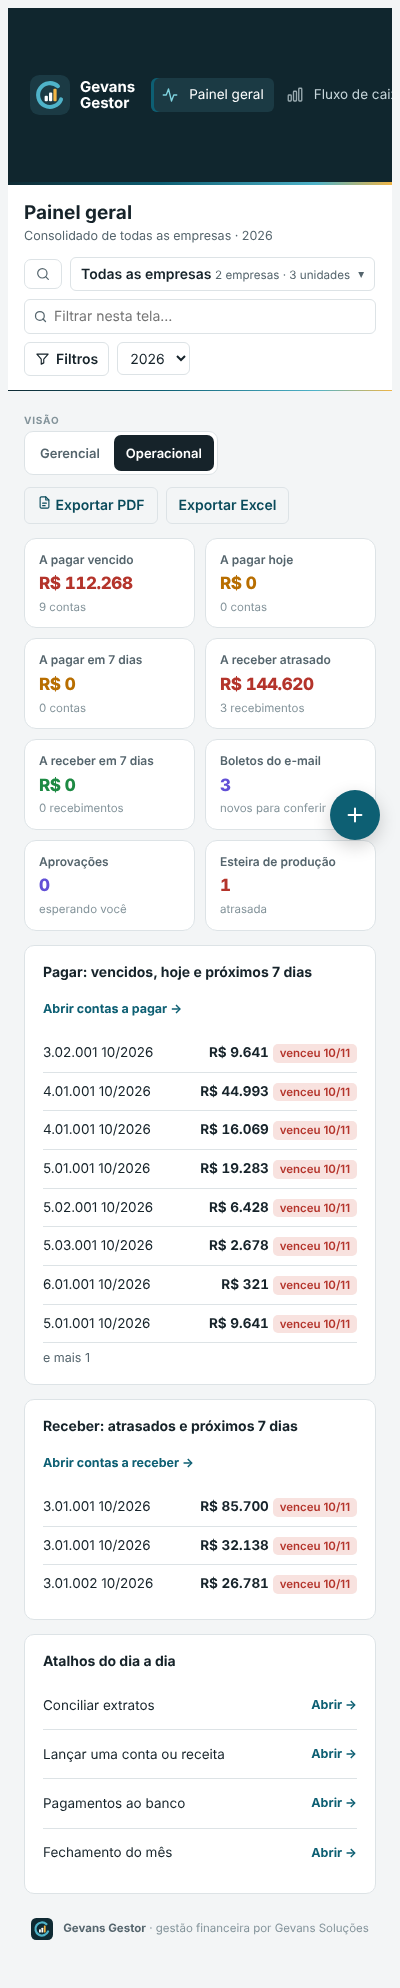 Gevans
Gestor
Painel geral
Fluxo de cai
Painel geral
Consolidado de todas as empresas · 2026
Todas as empresas 2 empresas · 3 unidades ▾
Filtrar nesta tela...
Filtros
2026
VISÃO
Gerencial
Operacional
Exportar PDF
Exportar Excel
A pagar vencido
R$ 112.268
9 contas
A pagar hoje
R$ 0
0 contas
A pagar em 7 dias
R$ 0
0 contas
A receber atrasado
R$ 144.620
3 recebimentos
A receber em 7 dias
R$ 0
0 recebimentos
Boletos do e-mail
3
novos para conferir
+
Aprovações
0
esperando você
Esteira de produção
1
atrasada
Pagar: vencidos, hoje e próximos 7 dias
Abrir contas a pagar →
3.02.001 10/2026 R$ 9.641 venceu 10/11
4.01.001 10/2026 R$ 44.993 venceu 10/11
4.01.001 10/2026 R$ 16.069 venceu 10/11
5.01.001 10/2026 R$ 19.283 venceu 10/11
5.02.001 10/2026 R$ 6.428 venceu 10/11
5.03.001 10/2026 R$ 2.678 venceu 10/11
6.01.001 10/2026 R$ 321 venceu 10/11
5.01.001 10/2026 R$ 9.641 venceu 10/11
e mais 1
Receber: atrasados e próximos 7 dias
Abrir contas a receber →
3.01.001 10/2026 R$ 85.700 venceu 10/11
3.01.001 10/2026 R$ 32.138 venceu 10/11
3.01.002 10/2026 R$ 26.781 venceu 10/11
Atalhos do dia a dia
Conciliar extratos Abrir →
Lançar uma conta ou receita Abrir →
Pagamentos ao banco Abrir →
Fechamento do mês Abrir →
Gevans Gestor · gestão financeira por Gevans Soluções